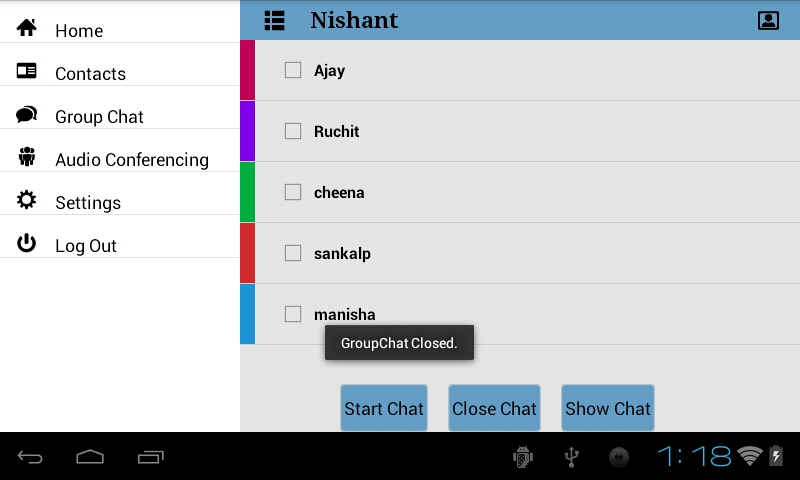 Home
Contacts
Group Chat
Audio Conferencing
Settings
Log Out
Nishant
Ajay
Ruchit
cheena
sankalp
manisha
GroupChat Closed.
Start Chat
Close Chat
Show Chat
1:18